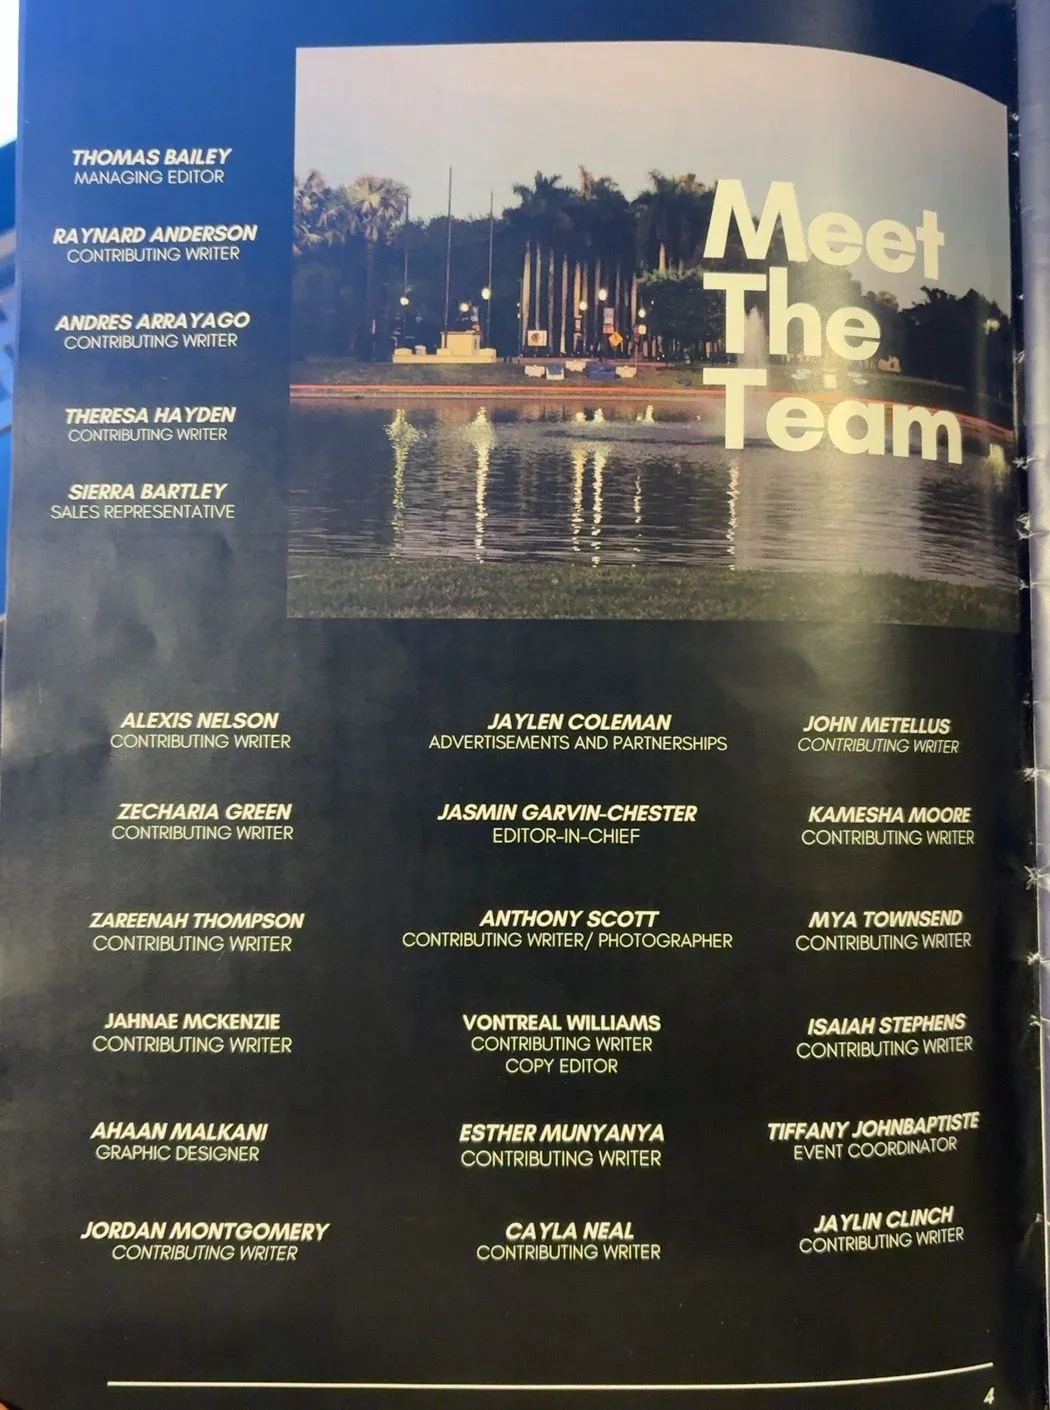 Meet
The
Team
THOMAS BAILEY
MANAGING EDITOR
RAYNARD ANDERSON
CONTRIBUTING WRITER
ANDRES ARRAYAGO
CONTRIBUTING WRITER
THERESA HAYDEN
CONTRIBUTING WRITER
SIERRA BARTLEY
SALES REPRESENTATIVE
ALEXIS NELSON
CONTRIBUTING WRITER
ZECHARIA GREEN
CONTRIBUTING WRITER
ZAREENAH THOMPSON
CONTRIBUTING WRITER
JAHNAE MCKENZIE
CONTRIBUTING WRITER
AHAAN MALKANI
GRAPHIC DESIGNER
JORDAN MONTGOMERY
CONTRIBUTING WRITER
JAYLEN COLEMAN
ADVERTISEMENTS AND PARTNERSHIPS
JASMIN GARVIN-CHESTER
EDITOR-IN-CHIEF
ANTHONY SCOTT
CONTRIBUTING WRITER/ PHOTOGRAPHER
VONTREAL WILLIAMS
CONTRIBUTING WRITER
COPY EDITOR
ESTHER MUNYANYA
CONTRIBUTING WRITER
CAYLA NEAL
CONTRIBUTING WRITER
JOHN METELLUS
CONTRIBUTING WRITER
KAMESHA MOORE
CONTRIBUTING WRITER
MYA TOWNSEND
CONTRIBUTING WRITER
ISAIAH STEPHENS
CONTRIBUTING WRITER
TIFFANY JOHNBAPTISTE
EVENT COORDINATOR
JAYLIN CLINCH
CONTRIBUTING WRITER
4